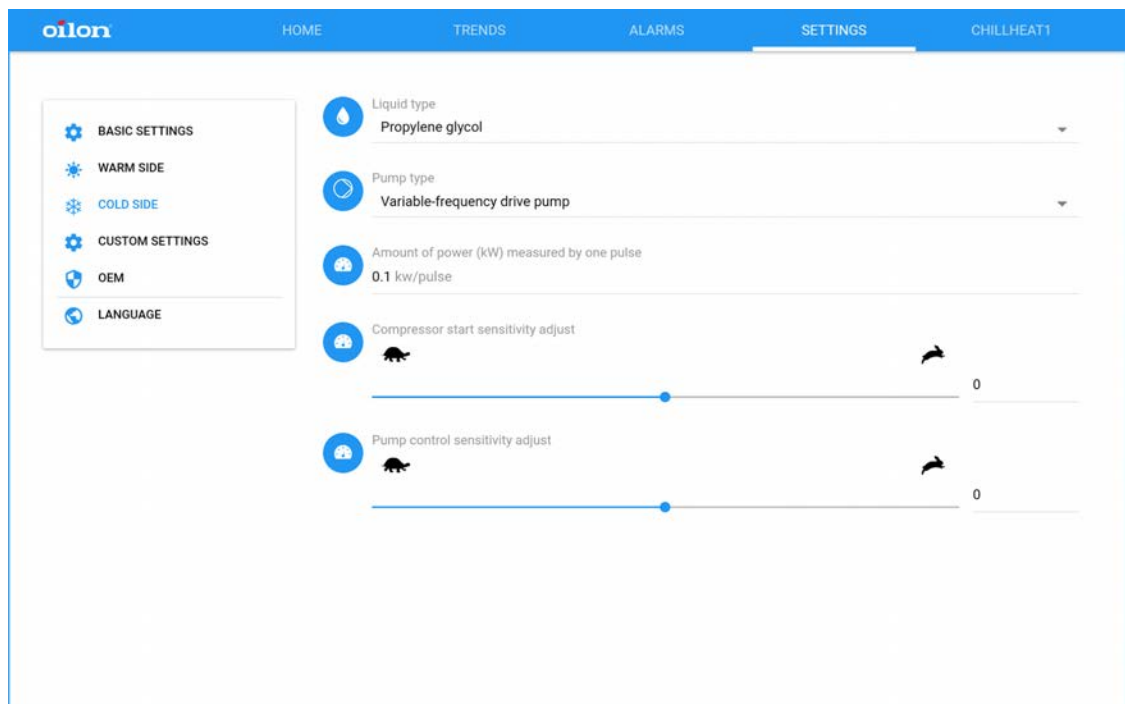 oilon HOME TRENDS ALARMS SETTINGS CHILLHEAT1
BASIC SETTINGS
WARM SIDE
COLD SIDE
CUSTOM SETTINGS
OEM
LANGUAGE
Liquid type
Propylene glycol
Pump type
Variable-frequency drive pump
Amount of power (kW) measured by one pulse
0.1 kw/pulse
Compressor start sensitivity adjust
0
Pump control sensitivity adjust
0